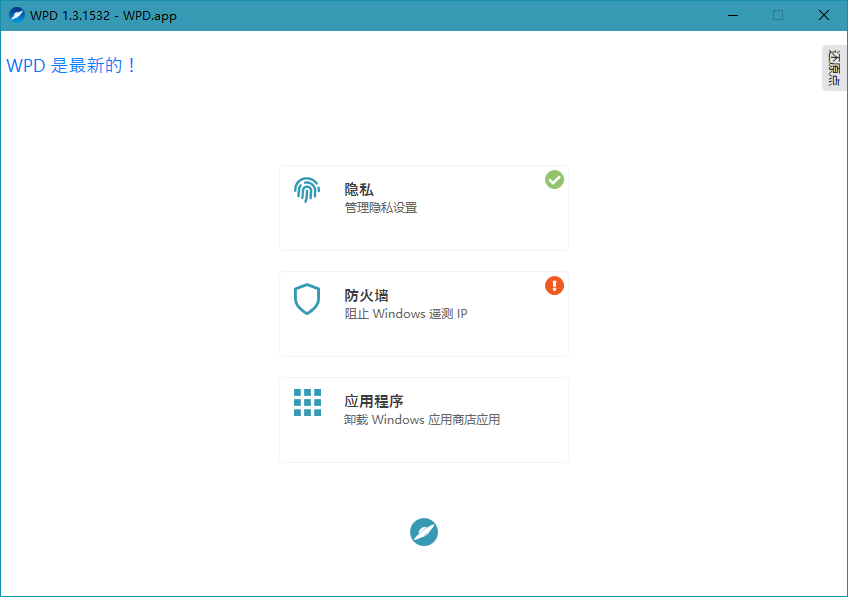 WPD 1.3.1532 - WPD.app
WPD 是最新的！
还原点
隐私
管理隐私设置
防火墙
阻止 Windows 遥测 IP
应用程序
卸载 Windows 应用商店应用